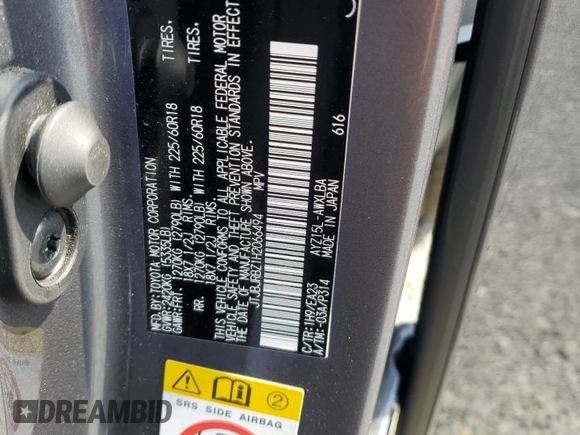 MFD.BY:TOYOTA MOTOR CORPORATION
GVWR:2420KG (5335LB)
GAWR:FRT. 1270KG (2790LB) WITH 225/60R18 TIRES,
18X7 1/2J RIMS,
RR. 1270KG (2790LB) WITH 225/60R18 TIRES,
18X7 1/2J RIMS.
THIS VEHICLE CONFORMS TO ALL APPLICABLE FEDERAL MOTOR
VEHICLE SAFETY AND THEFT PREVENTION STANDARDS IN EFFECT
ON THE DATE OF MANUFACTURE SHOWN ABOVE.
JTJBJRBZ1H2066494 MPV
C/TR:1H9/EA23 AYZ15L-AWXLBA
A/TM:-03A/P314 MADE IN JAPAN 616
2
SRS SIDE AIRBAG
DREAMBID